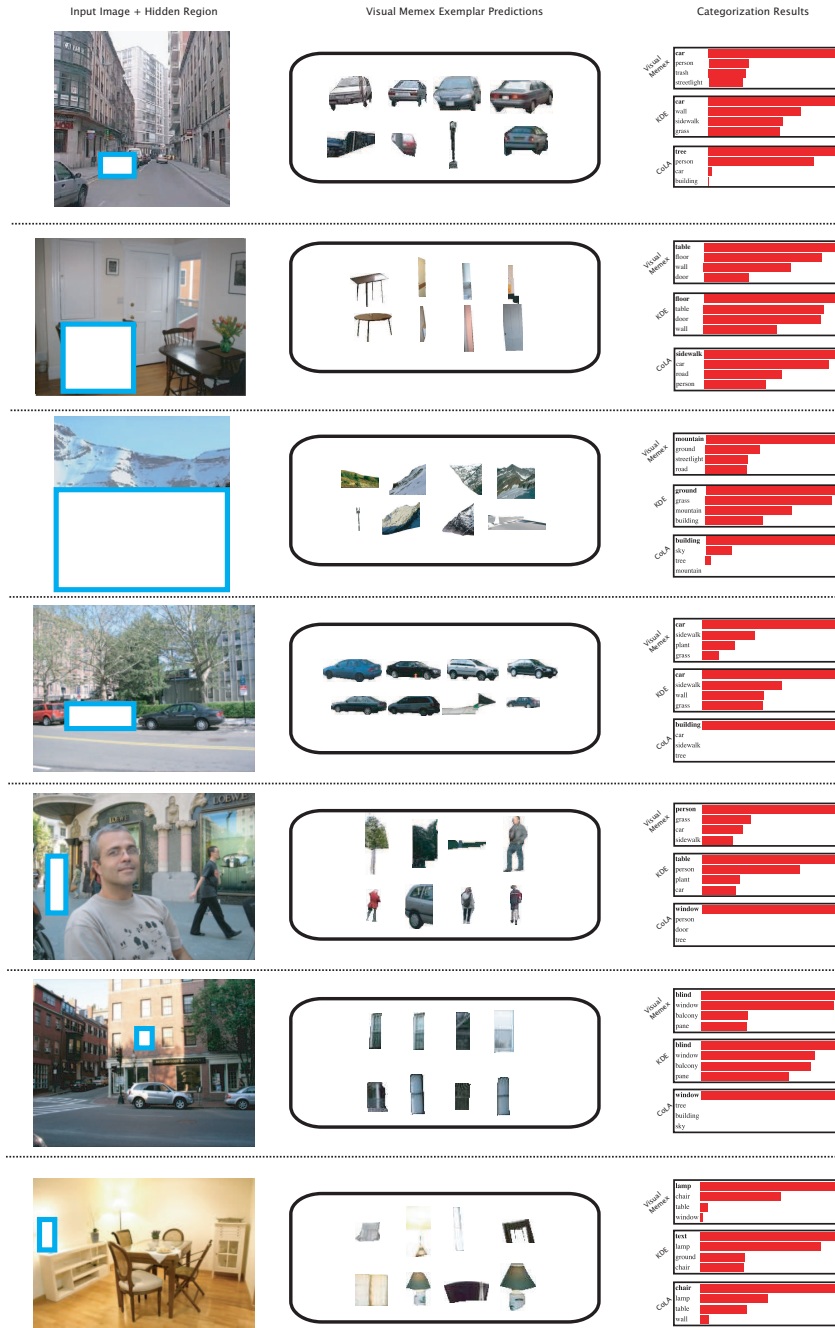 Input Image + Hidden Region
Visual Memex Exemplar Predictions
Categorization Results
Visual
Memex
car
person
trash
streetlight
KDE
car
wall
sidewalk
grass
CoLA
tree
person
car
building
Visual
Memex
table
floor
wall
door
KDE
floor
table
door
wall
CoLA
sidewalk
car
road
person
Visual
Memex
mountain
ground
streetlight
road
KDE
ground
grass
mountain
building
CoLA
building
sky
tree
mountain
Visual
Memex
car
sidewalk
plant
grass
KDE
car
sidewalk
wall
grass
CoLA
building
car
sidewalk
tree
LOEWE
LOEWE
Visual
Memex
person
grass
car
sidewalk
KDE
table
person
plant
car
CoLA
window
person
door
tree
Visual
Memex
blind
window
balcony
pane
KDE
blind
window
balcony
pane
CoLA
window
tree
building
sky
Visual
Memex
lamp
chair
table
window
KDE
text
lamp
ground
chair
CoLA
chair
lamp
table
wall